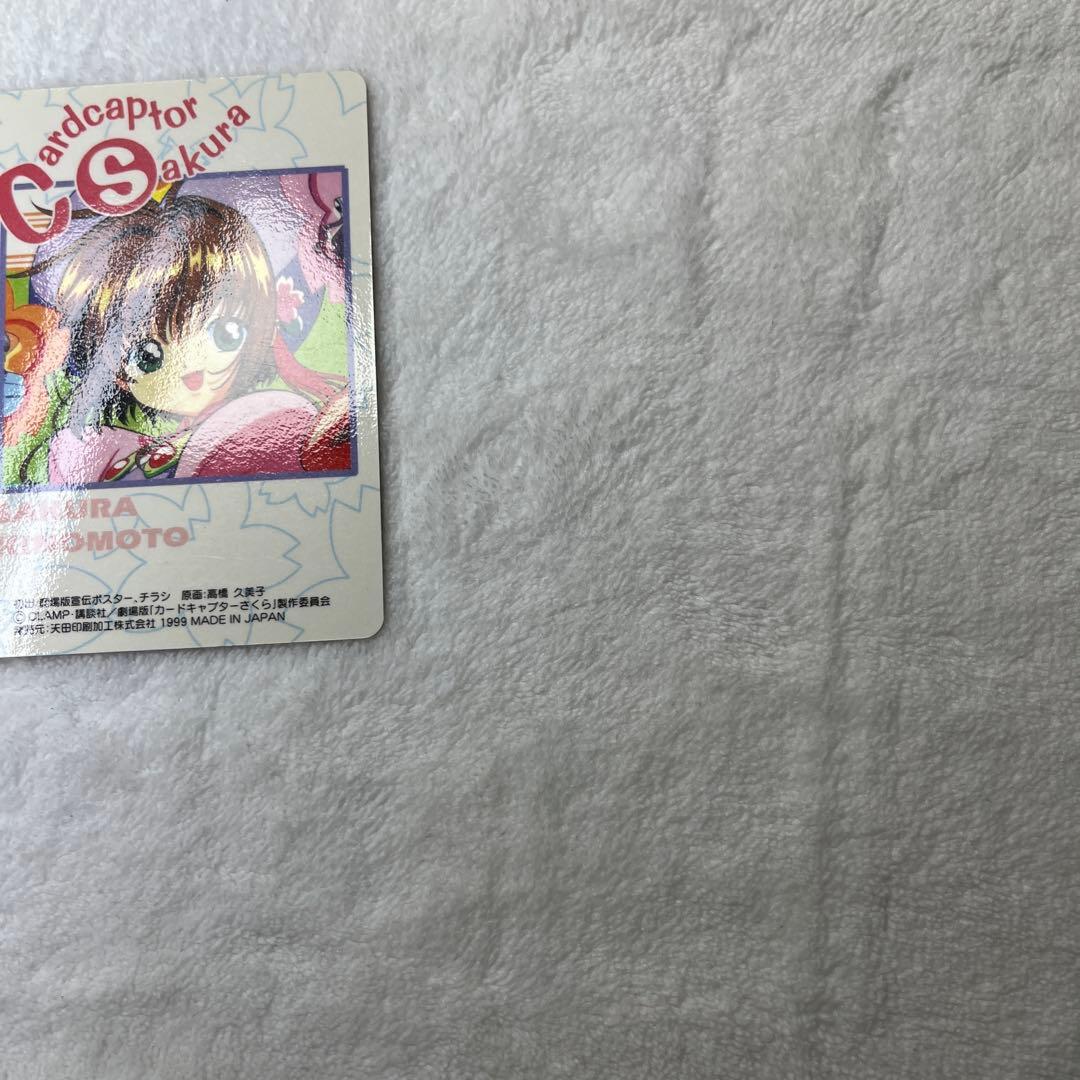 Cardcaptor
Sakura
SAKURA
KINOMOTO
初出:劇場版宣伝ポスター、チラシ 原画:高橋 久美子
©CLAMP・講談社/劇場版「カードキャプターさくら」製作委員会
発売元:天田印刷加工株式会社 1999 MADE IN JAPAN